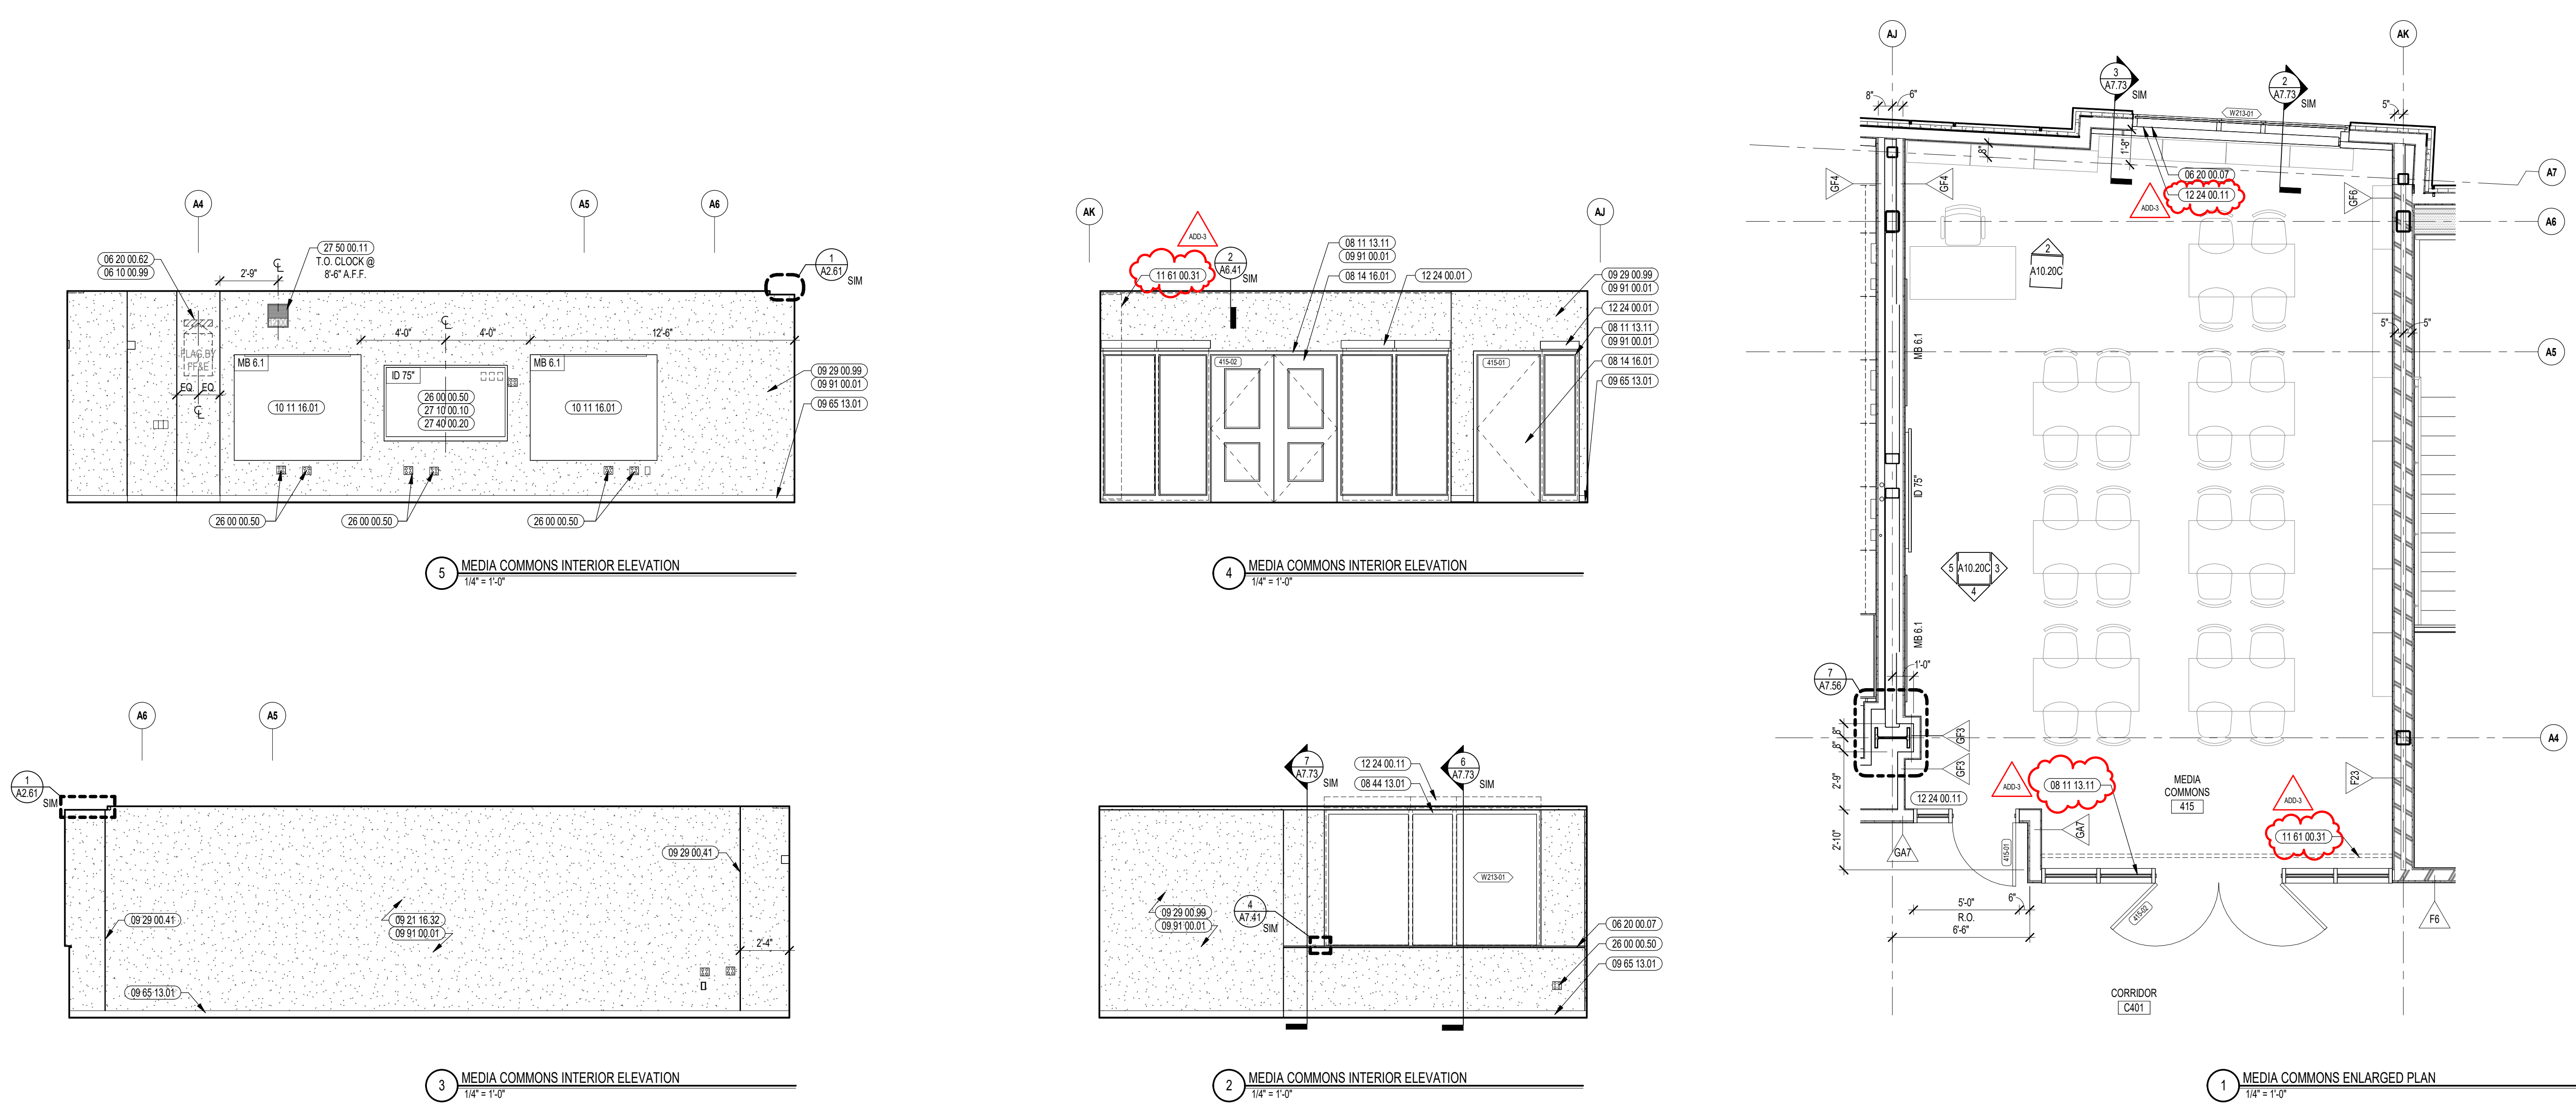 A4
A5
A6
06 20 00.62
06 10 00.99
2'-9"
27 50 00.11
T.O. CLOCK @
8'-6" A.F.F.
1
A2.61
SIM
4'-0"
4'-0"
12'-6"
FLAG BY
FF&E
EQ.
EQ.
MB 6.1
10 11 16.01
ID 75"
26 00 00.50
27 10 00.10
27 40 00.20
MB 6.1
10 11 16.01
09 29 00.99
09 91 00.01
09 65 13.01
26 00 00.50
26 00 00.50
26 00 00.50
5
MEDIA COMMONS INTERIOR ELEVATION
1/4" = 1'-0"
AK
AJ
ADD-3
11 61 00.31
2
A6.41
SIM
08 11 13.11
09 91 00.01
08 14 16.01
12 24 00.01
09 29 00.99
09 91 00.01
12 24 00.01
08 11 13.11
09 91 00.01
08 14 16.01
09 65 13.01
415-02
415-01
4
MEDIA COMMONS INTERIOR ELEVATION
1/4" = 1'-0"
A6
A5
1
A2.61
SIM
09 29 00.41
09 29 00.41
09 21 16.32
09 91 00.01
2'-4"
09 65 13.01
3
MEDIA COMMONS INTERIOR ELEVATION
1/4" = 1'-0"
7
A7.73
SIM
12 24 00.11
08 44 13.01
6
A7.73
SIM
W213-01
09 29 00.99
09 91 00.01
4
A7.41
SIM
06 20 00.07
26 00 00.50
09 65 13.01
2
MEDIA COMMONS INTERIOR ELEVATION
1/4" = 1'-0"
AJ
AK
3
A7.73
SIM
2
A7.73
SIM
8"
6"
5"
W213-01
8"
1'-8"
A7
GF4
GF4
06 20 00.07
12 24 00.11
ADD-3
GF6
A6
2
A10.20C
5"
5"
A5
MB 6.1
ID 75"
5
A10.20C
3
4
MB 6.1
1'-0"
7
A7.56
8"
8"
GF3
GF3
A4
2'-9"
2'-10"
12 24 00.11
ADD-3
08 11 13.11
MEDIA
COMMONS
415
ADD-3
F23
11 61 00.31
GA7
GA7
415-01
5'-0"
R.O.
6"
6'-6"
415-02
F6
CORRIDOR
C401
1
MEDIA COMMONS ENLARGED PLAN
1/4" = 1'-0"